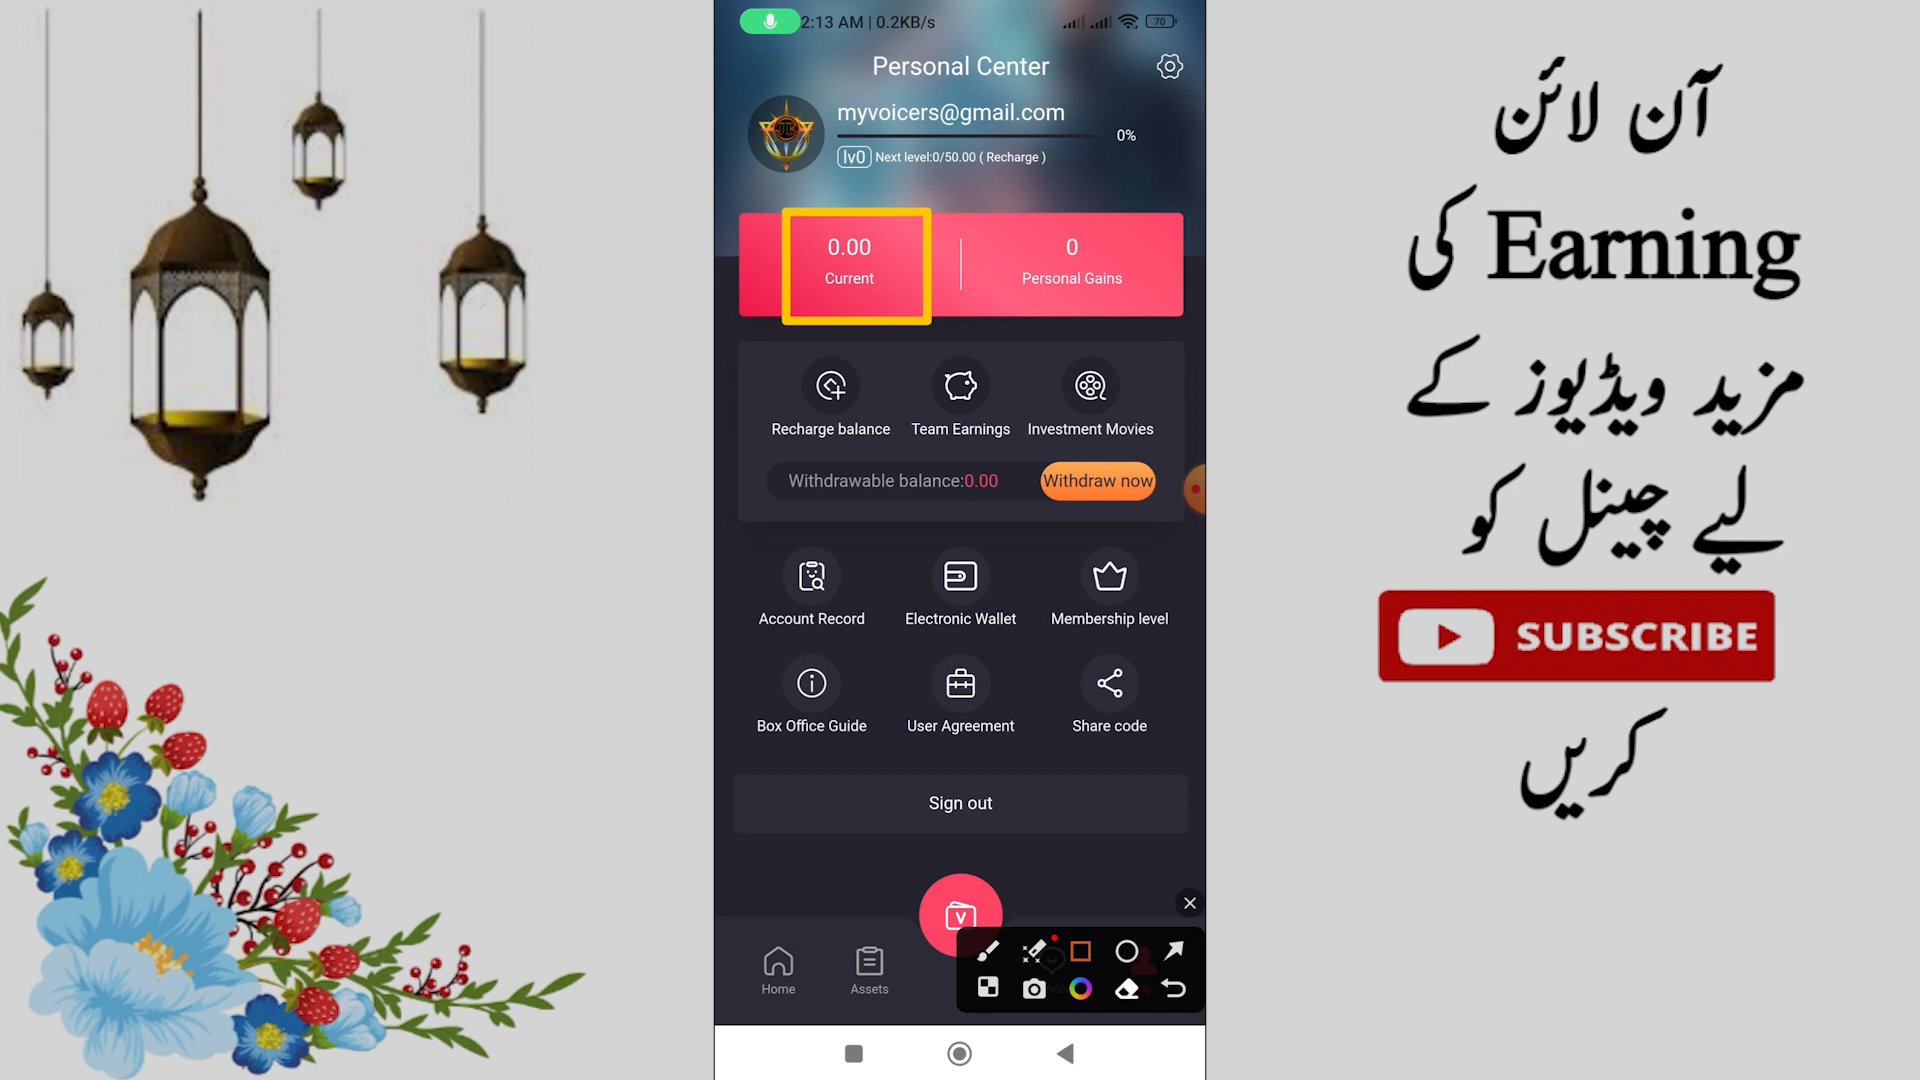 2:13 AM | 0.2KB/s
70
Personal Center
myvoicers@gmail.com
0%
lv0 Next level:0/50.00 ( Recharge )
0.00
Current
0
Personal Gains
Recharge balance
Team Earnings
Investment Movies
Withdrawable balance:0.00
Withdraw now
Account Record
Electronic Wallet
Membership level
Box Office Guide
User Agreement
Share code
Sign out
V
Home
Assets
آن لائن
Earning کی
مزید ویڈیوز کے
لیے چینل کو
SUBSCRIBE
کریں